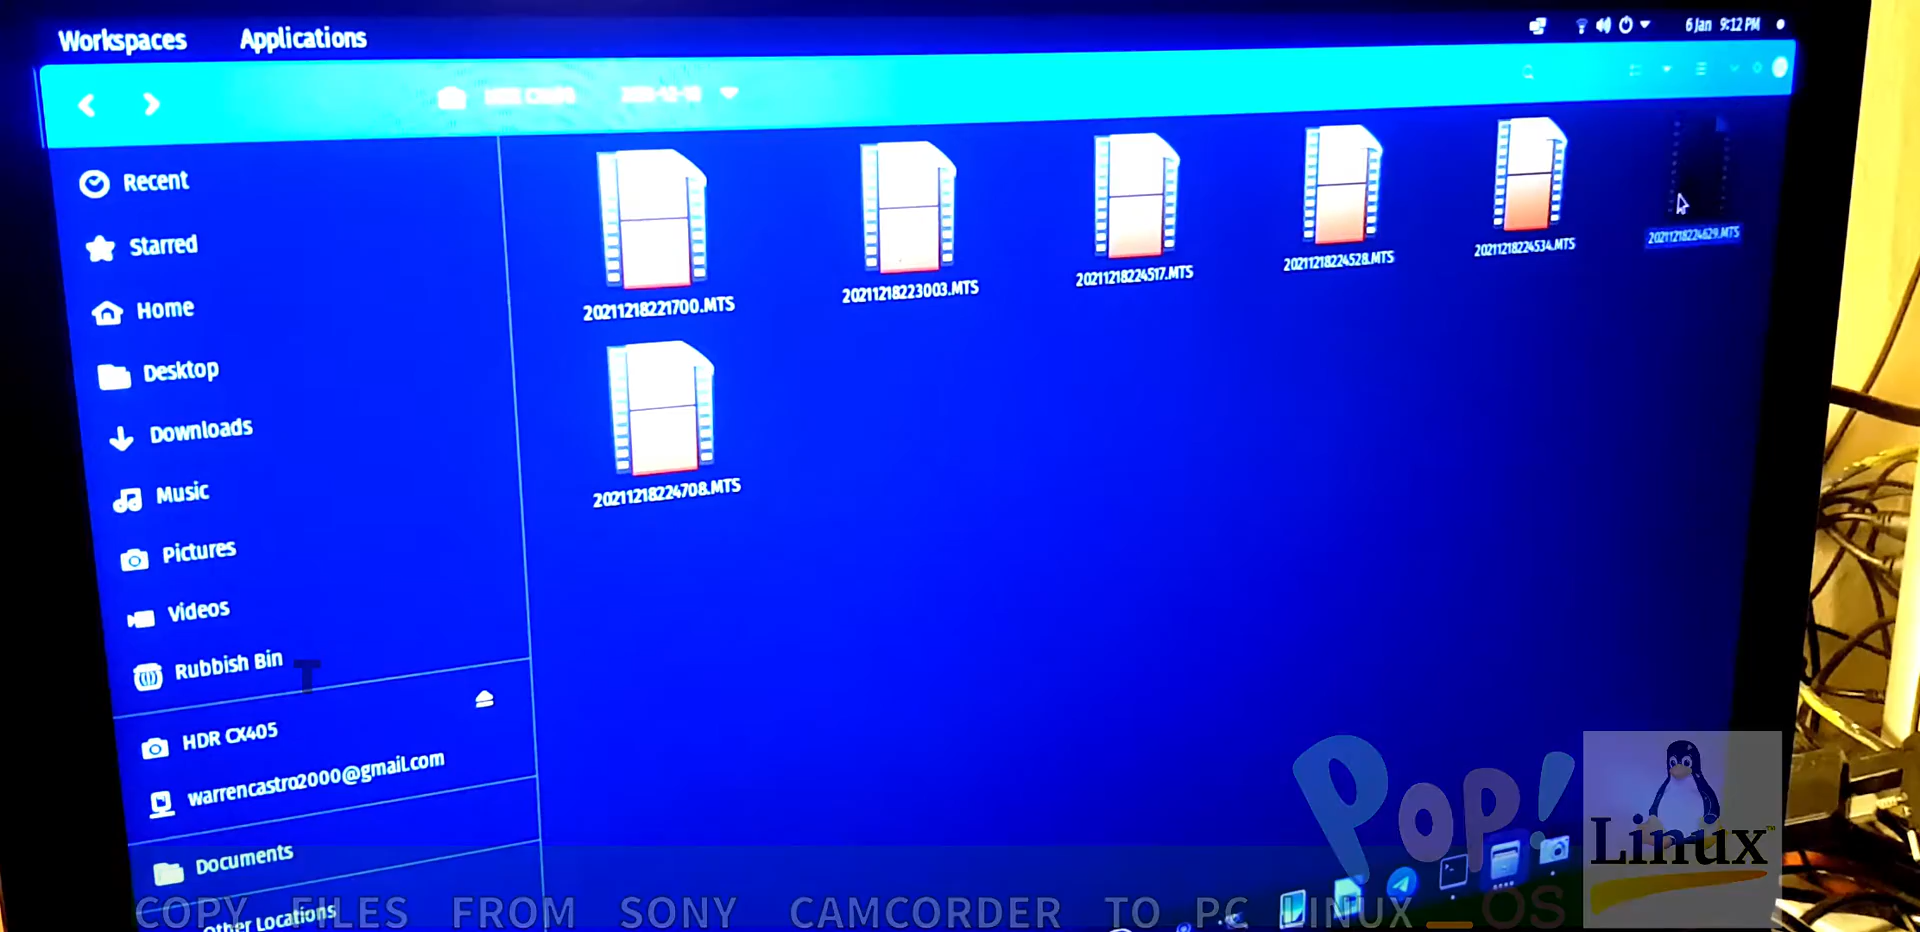 Workspaces Applications 6 Jan 9:12 PM
Recent
Starred
Home
Desktop
Downloads
Music
Pictures
Videos
Rubbish Bin
HDR CX405
warrencastro2000@gmail.com
Documents
Other Locations
20211218221700.MTS
20211218223003.MTS
20211218224517.MTS
20211218224528.MTS
20211218224534.MTS
20211218224629.MTS
20211218224708.MTS
T
Pop!_OS
Linux™
COPY FILES FROM SONY CAMCORDER TO PC LINUX